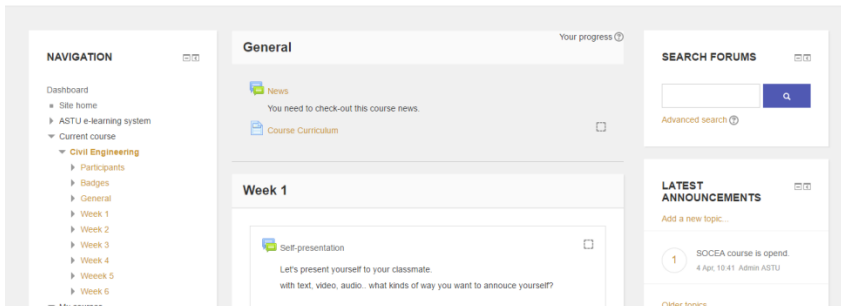 NAVIGATION
Dashboard
Site home
ASTU e-learning system
Current course
Civil Engineering
Participants
Badges
General
Week 1
Week 2
Week 3
Week 4
Weeek 5
Week 6
My courses
Your progress
General
News
You need to check-out this course news.
Course Curriculum
Week 1
Self-presentation
Let's present yourself to your classmate.
with text, video, audio.. what kinds of way you want to annouce yourself?
SEARCH FORUMS
Advanced search
LATEST
ANNOUNCEMENTS
Add a new topic...
1
SOCEA course is opend.
4 Apr, 10:41 Admin ASTU
Older topics